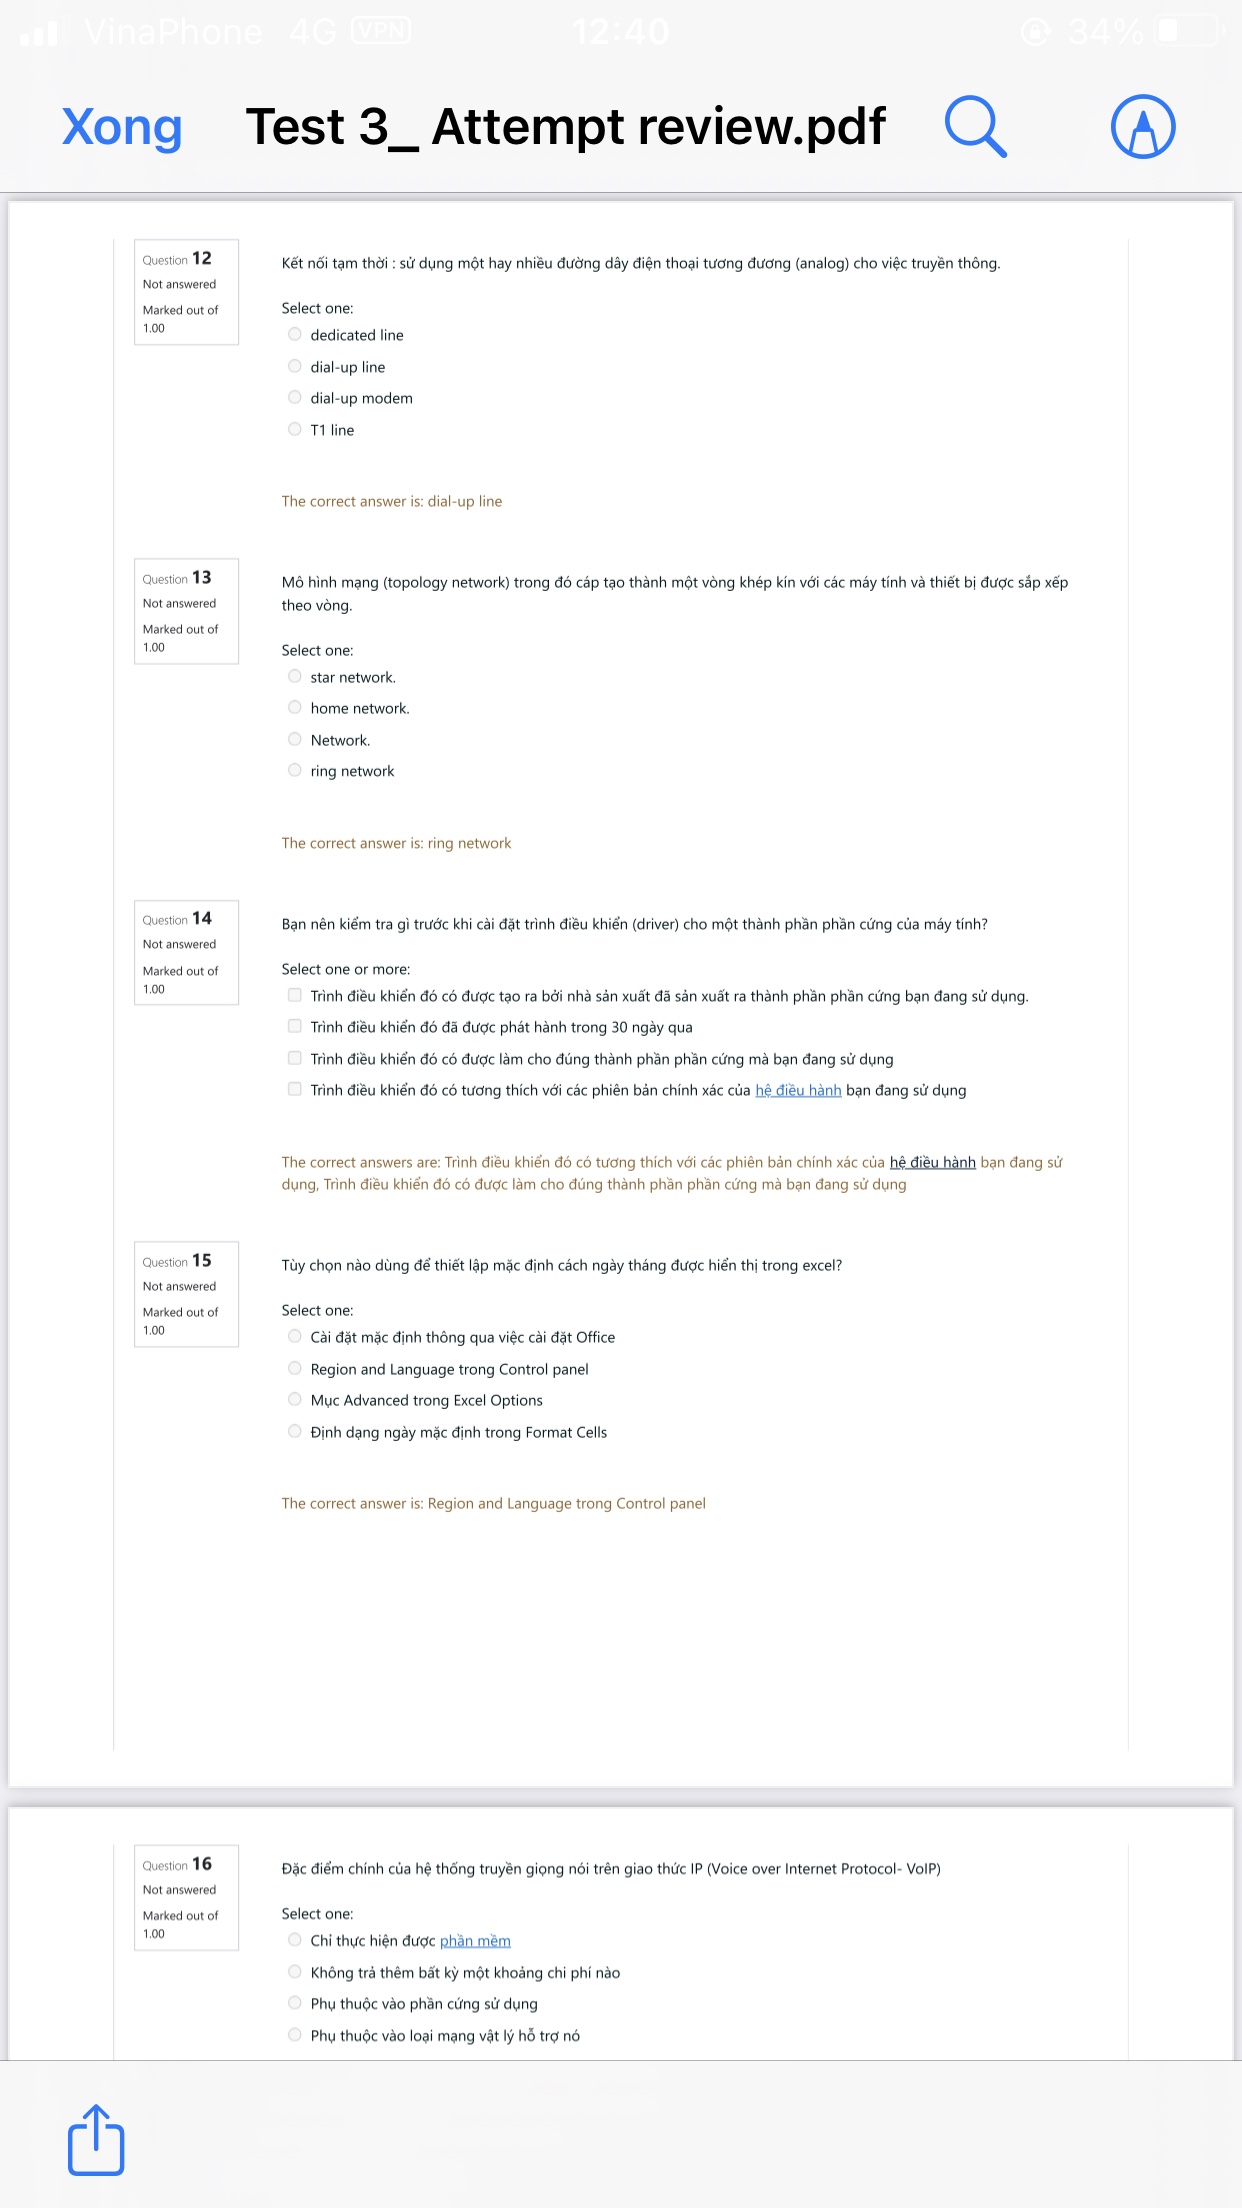 VinaPhone 4G VPN 12:40 34%
Xong Test 3_ Attempt review.pdf
Question 12
Not answered
Marked out of
1.00
Kết nối tạm thời : sử dụng một hay nhiều đường dây điện thoại tương đương (analog) cho việc truyền thông.
Select one:
dedicated line
dial-up line
dial-up modem
T1 line
The correct answer is: dial-up line
Question 13
Not answered
Marked out of
1.00
Mô hình mạng (topology network) trong đó cáp tạo thành một vòng khép kín với các máy tính và thiết bị được sắp xếp
theo vòng.
Select one:
star network.
home network.
Network.
ring network
The correct answer is: ring network
Question 14
Not answered
Marked out of
1.00
Bạn nên kiểm tra gì trước khi cài đặt trình điều khiển (driver) cho một thành phần phần cứng của máy tính?
Select one or more:
Trình điều khiển đó có được tạo ra bởi nhà sản xuất đã sản xuất ra thành phần phần cứng bạn đang sử dụng.
Trình điều khiển đó đã được phát hành trong 30 ngày qua
Trình điều khiển đó có được làm cho đúng thành phần phần cứng mà bạn đang sử dụng
Trình điều khiển đó có tương thích với các phiên bản chính xác của hệ điều hành bạn đang sử dụng
The correct answers are: Trình điều khiển đó có tương thích với các phiên bản chính xác của hệ điều hành bạn đang sử
dụng, Trình điều khiển đó có được làm cho đúng thành phần phần cứng mà bạn đang sử dụng
Question 15
Not answered
Marked out of
1.00
Tùy chọn nào dùng để thiết lập mặc định cách ngày tháng được hiển thị trong excel?
Select one:
Cài đặt mặc định thông qua việc cài đặt Office
Region and Language trong Control panel
Mục Advanced trong Excel Options
Định dạng ngày mặc định trong Format Cells
The correct answer is: Region and Language trong Control panel
Question 16
Not answered
Marked out of
1.00
Đặc điểm chính của hệ thống truyền giọng nói trên giao thức IP (Voice over Internet Protocol- VoIP)
Select one:
Chỉ thực hiện được phần mềm
Không trả thêm bất kỳ một khoảng chi phí nào
Phụ thuộc vào phần cứng sử dụng
Phụ thuộc vào loại mạng vật lý hỗ trợ nó